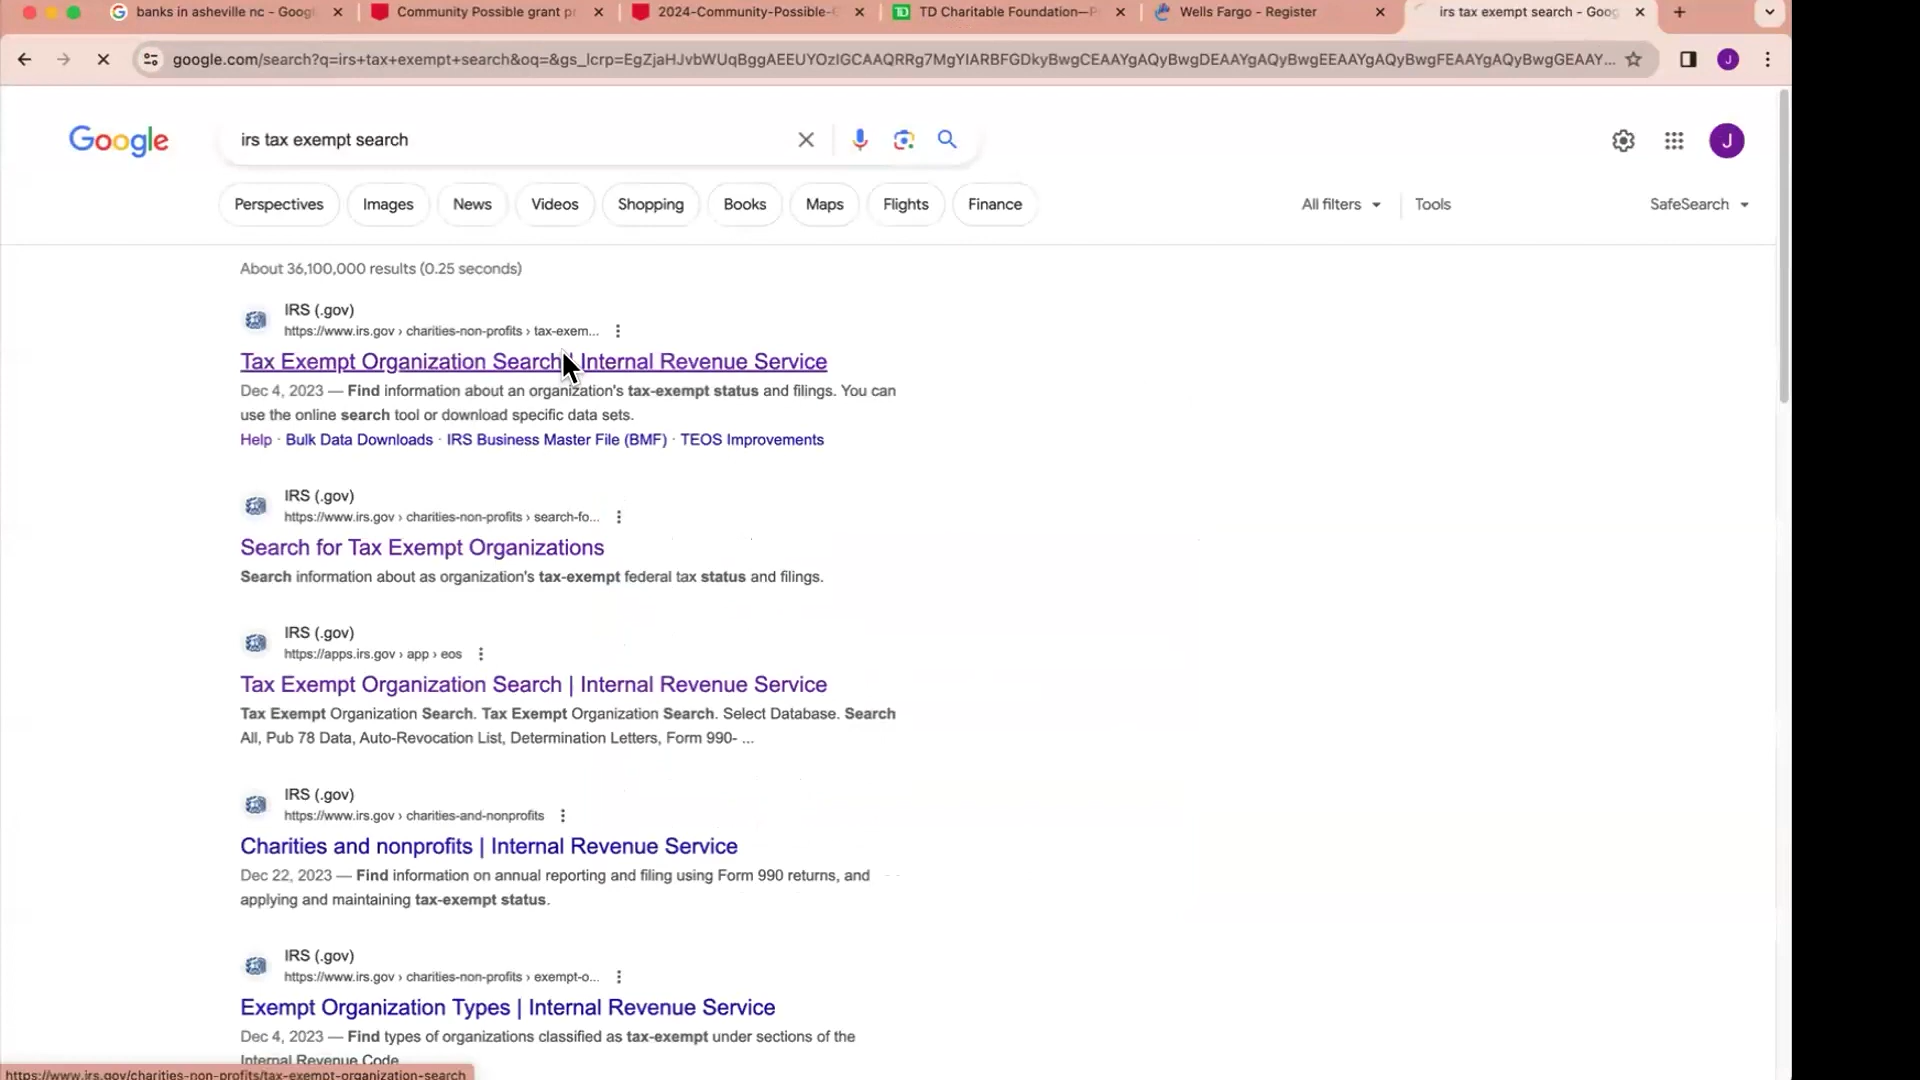 banks in asheville nc - Goog
Community Possible grant p
2024-Community-Possible-
TD Charitable Foundation—
Wells Fargo - Register
irs tax exempt search - Goog
google.com/search?q=irs+tax+exempt+search&oq=&gs_lcrp=EgZjaHJvbWUqBggAEEUYOzIGCAAQRRg7MgYIARBFGDkyBwgCEAAYgAQyBwgDEAAYgAQyBwgEEAAYgAQyBwgFEAAYgAQyBwgGEAAY...
J
Google
irs tax exempt search
J
Perspectives
Images
News
Videos
Shopping
Books
Maps
Flights
Finance
All filters
Tools
SafeSearch
About 36,100,000 results (0.25 seconds)
IRS (.gov)
https://www.irs.gov › charities-non-profits › tax-exem...
Tax Exempt Organization Search | Internal Revenue Service
Dec 4, 2023 — Find information about an organization's tax-exempt status and filings. You can
use the online search tool or download specific data sets.
Help · Bulk Data Downloads · IRS Business Master File (BMF) · TEOS Improvements
IRS (.gov)
https://www.irs.gov › charities-non-profits › search-fo...
Search for Tax Exempt Organizations
Search information about as organization's tax-exempt federal tax status and filings.
IRS (.gov)
https://apps.irs.gov › app › eos
Tax Exempt Organization Search | Internal Revenue Service
Tax Exempt Organization Search. Tax Exempt Organization Search. Select Database. Search
All, Pub 78 Data, Auto-Revocation List, Determination Letters, Form 990- ...
IRS (.gov)
https://www.irs.gov › charities-and-nonprofits
Charities and nonprofits | Internal Revenue Service
Dec 22, 2023 — Find information on annual reporting and filing using Form 990 returns, and
applying and maintaining tax-exempt status.
IRS (.gov)
https://www.irs.gov › charities-non-profits › exempt-o...
Exempt Organization Types | Internal Revenue Service
Dec 4, 2023 — Find types of organizations classified as tax-exempt under sections of the
Internal Revenue Code
https://www.irs.gov/charities-non-profits/tax-exempt-organization-search